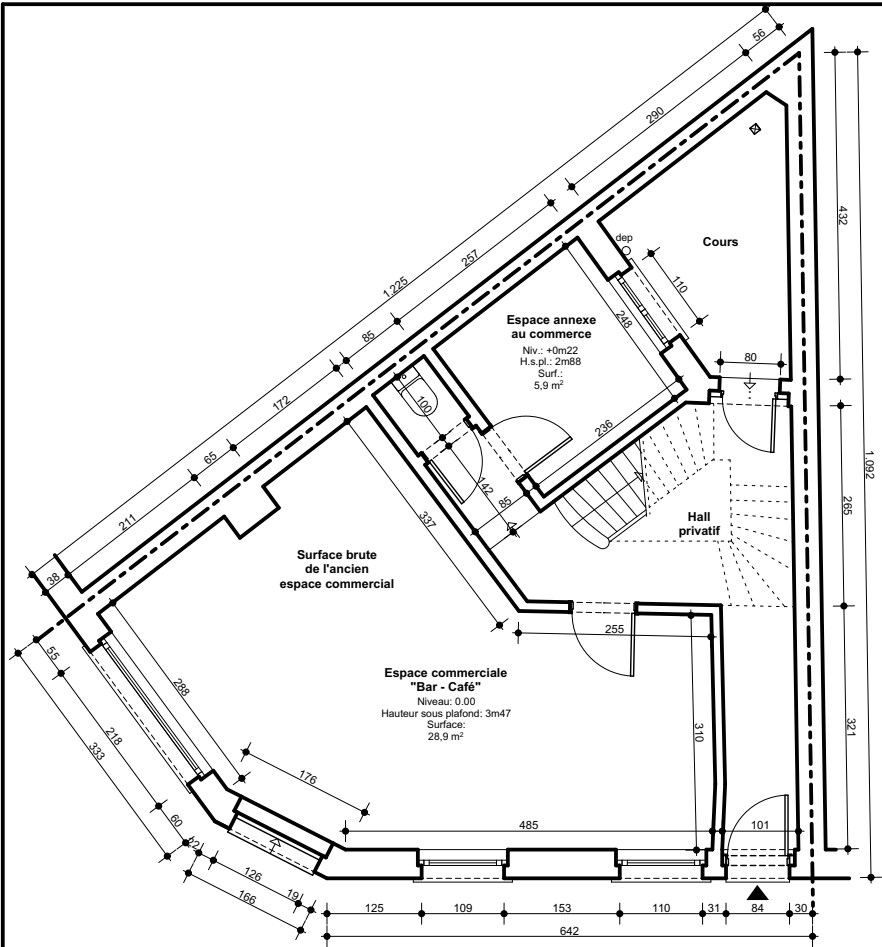 56
290
432
dep
Cours
257
1.225
110
Espace annexe
au commerce
Niv.: +0m22
H.s.pl.: 2m88
Surf.:
5,9 m²
248
85
80
172
100
236
65
142
85
1.092
265
211
337
Hall
privatif
Surface brute
de l'ancien
espace commercial
38
255
55
288
Espace commerciale
"Bar - Café"
Niveau: 0.00
Hauteur sous plafond: 3m47
Surface:
28,9 m²
310
321
218
333
176
60
485
101
22
126
19
166
125
109
153
110
31
84
30
642